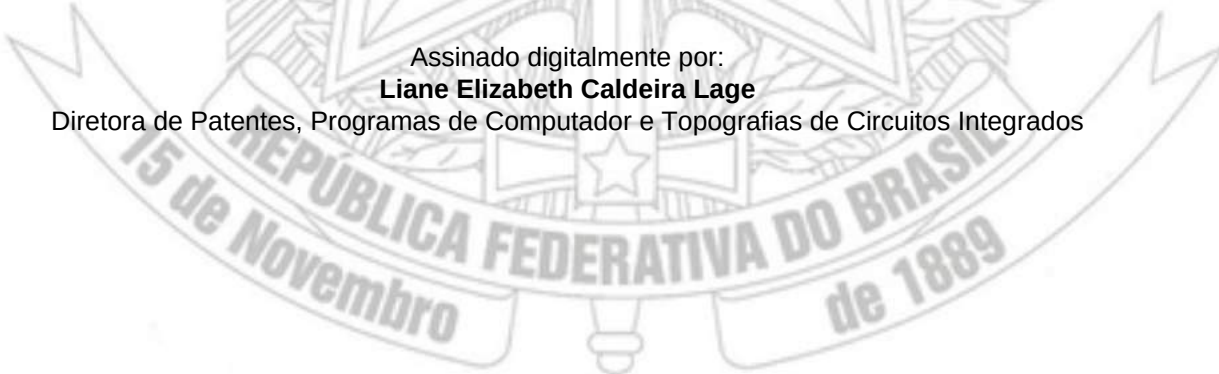 Assinado digitalmente por:
Liane Elizabeth Caldeira Lage
Diretora de Patentes, Programas de Computador e Topografias de Circuitos Integrados
REPÚBLICA FEDERATIVA DO BRASIL
15 de Novembro de 1889